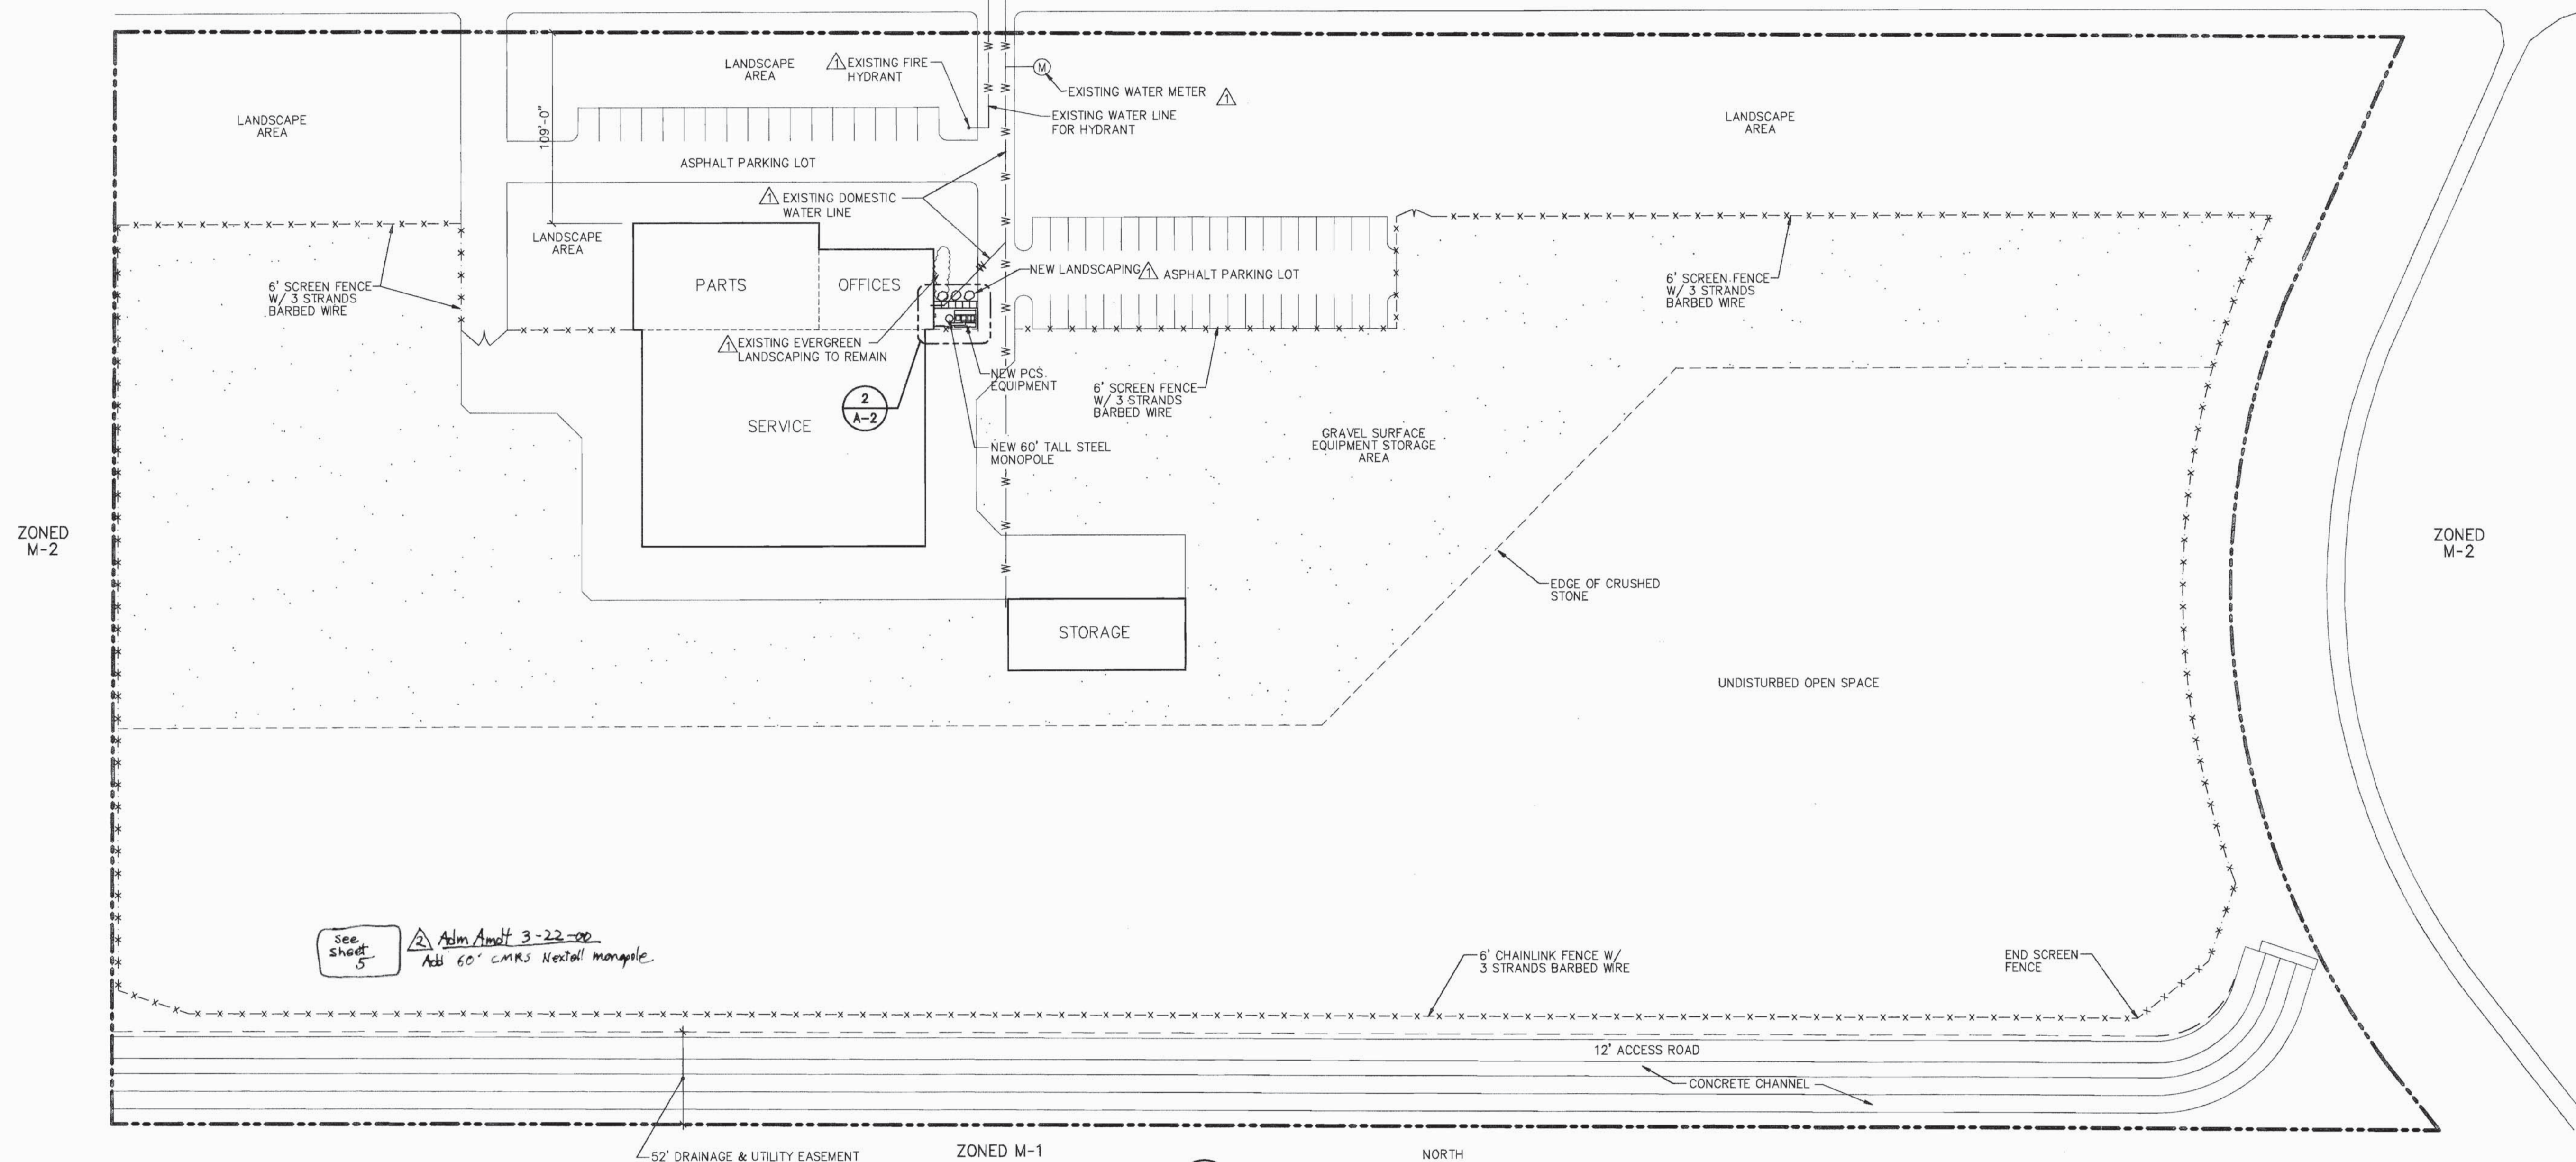 LANDSCAPE
AREA
1 EXISTING FIRE
HYDRANT
M
EXISTING WATER METER 1
EXISTING WATER LINE
FOR HYDRANT
LANDSCAPE
AREA
LANDSCAPE
AREA
109'-0"
ASPHALT PARKING LOT
1 EXISTING DOMESTIC
WATER LINE
LANDSCAPE
AREA
PARTS
OFFICES
NEW LANDSCAPING 1
ASPHALT PARKING LOT
6' SCREEN FENCE
W/ 3 STRANDS
BARBED WIRE
6' SCREEN FENCE
W/ 3 STRANDS
BARBED WIRE
1 EXISTING EVERGREEN
LANDSCAPING TO REMAIN
NEW PCS
EQUIPMENT
6' SCREEN FENCE
W/ 3 STRANDS
BARBED WIRE
2
A-2
SERVICE
NEW 60' TALL STEEL
MONOPOLE
GRAVEL SURFACE
EQUIPMENT STORAGE
AREA
ZONED
M-2
ZONED
M-2
EDGE OF CRUSHED
STONE
STORAGE
UNDISTURBED OPEN SPACE
See
sheet
5
2 Adm Amdt 3-22-00
Add 60' CMRS Nextell monopole
6' CHAINLINK FENCE W/
3 STRANDS BARBED WIRE
END SCREEN
FENCE
12' ACCESS ROAD
CONCRETE CHANNEL
52' DRAINAGE & UTILITY EASEMENT
ZONED M-1
NORTH